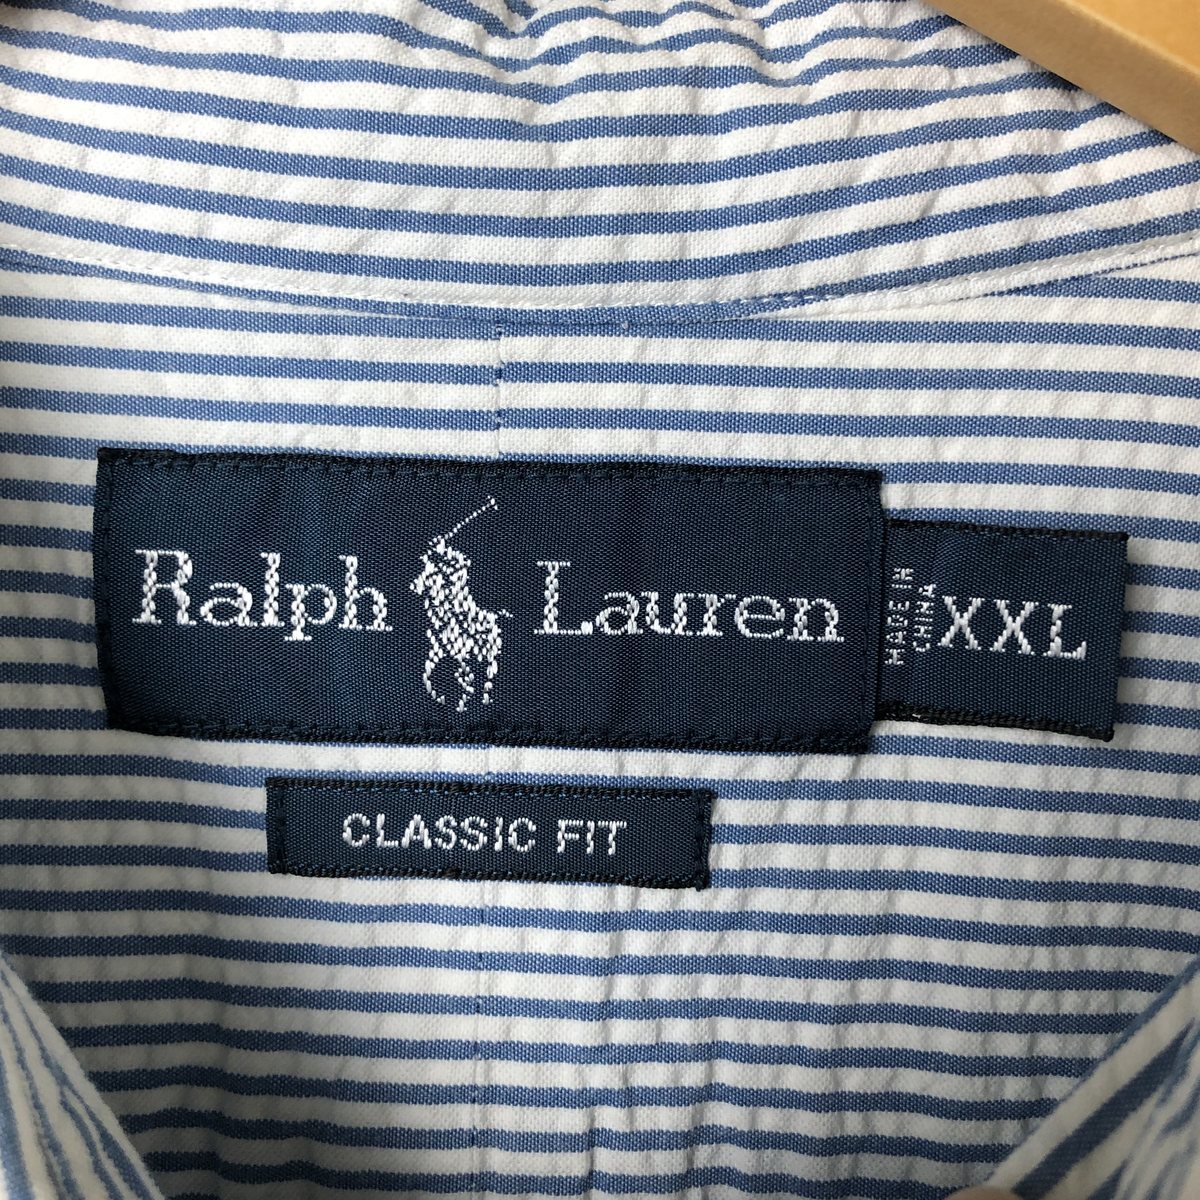 Ralph Lauren
MADE IN
CHINA
XXL
CLASSIC FIT